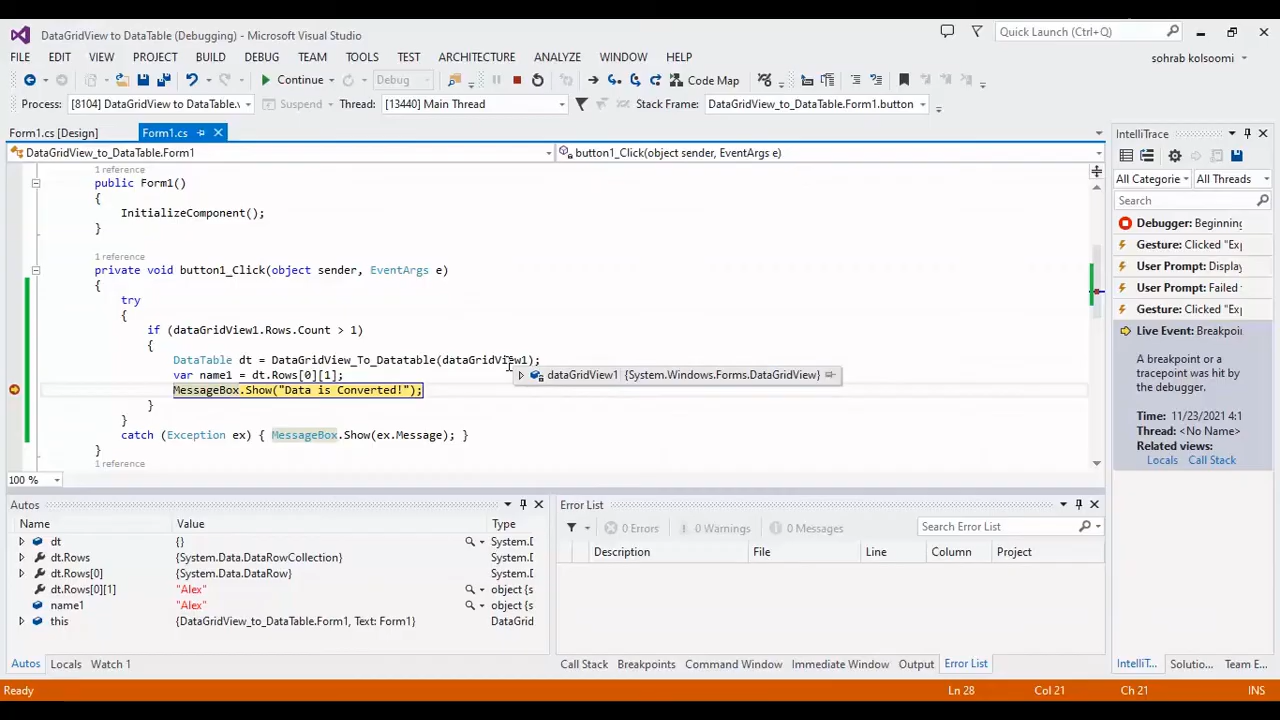 DataGridView to DataTable (Debugging) - Microsoft Visual Studio
Quick Launch (Ctrl+Q)
FILE EDIT VIEW PROJECT BUILD DEBUG TEAM TOOLS TEST ARCHITECTURE ANALYZE WINDOW HELP
sohrab kolsoomi
Continue Debug Code Map
Process: [8104] DataGridView to DataTable. Suspend Thread: [13440] Main Thread Stack Frame: DataGridView_to_DataTable.Form1.button
Form1.cs [Design] Form1.cs
DataGridView_to_DataTable.Form1 button1_Click(object sender, EventArgs e)
1 reference
public Form1()
{
InitializeComponent();
}
1 reference
private void button1_Click(object sender, EventArgs e)
{
try
{
if (dataGridView1.Rows.Count > 1)
{
DataTable dt = DataGridView_To_Datatable(dataGridView1);
var name1 = dt.Rows[0][1];
dataGridView1 {System.Windows.Forms.DataGridView}
MessageBox.Show("Data is Converted!");
}
}
catch (Exception ex) { MessageBox.Show(ex.Message); }
}
1 reference
100 %
IntelliTrace
All Categorie All Threads
Search
Debugger: Beginning
Gesture: Clicked "Exp
User Prompt: Display
User Prompt: Failed
Gesture: Clicked "Exp
Live Event: Breakpoi
A breakpoint or a
tracepoint was hit by
the debugger.
Time: 11/23/2021 4:1
Thread: <No Name>
Related views:
Locals Call Stack
Autos
Name Value Type
dt {} System.D
dt.Rows {System.Data.DataRowCollection} System.D
dt.Rows[0] {System.Data.DataRow} System.D
dt.Rows[0][1] "Alex" object {s
name1 "Alex" object {s
this {DataGridView_to_DataTable.Form1, Text: Form1} DataGrid
Autos Locals Watch 1
Error List
0 Errors 0 Warnings 0 Messages Search Error List
Description File Line Column Project
Call Stack Breakpoints Command Window Immediate Window Output Error List
IntelliT... Solutio... Team E...
Ready Ln 28 Col 21 Ch 21 INS